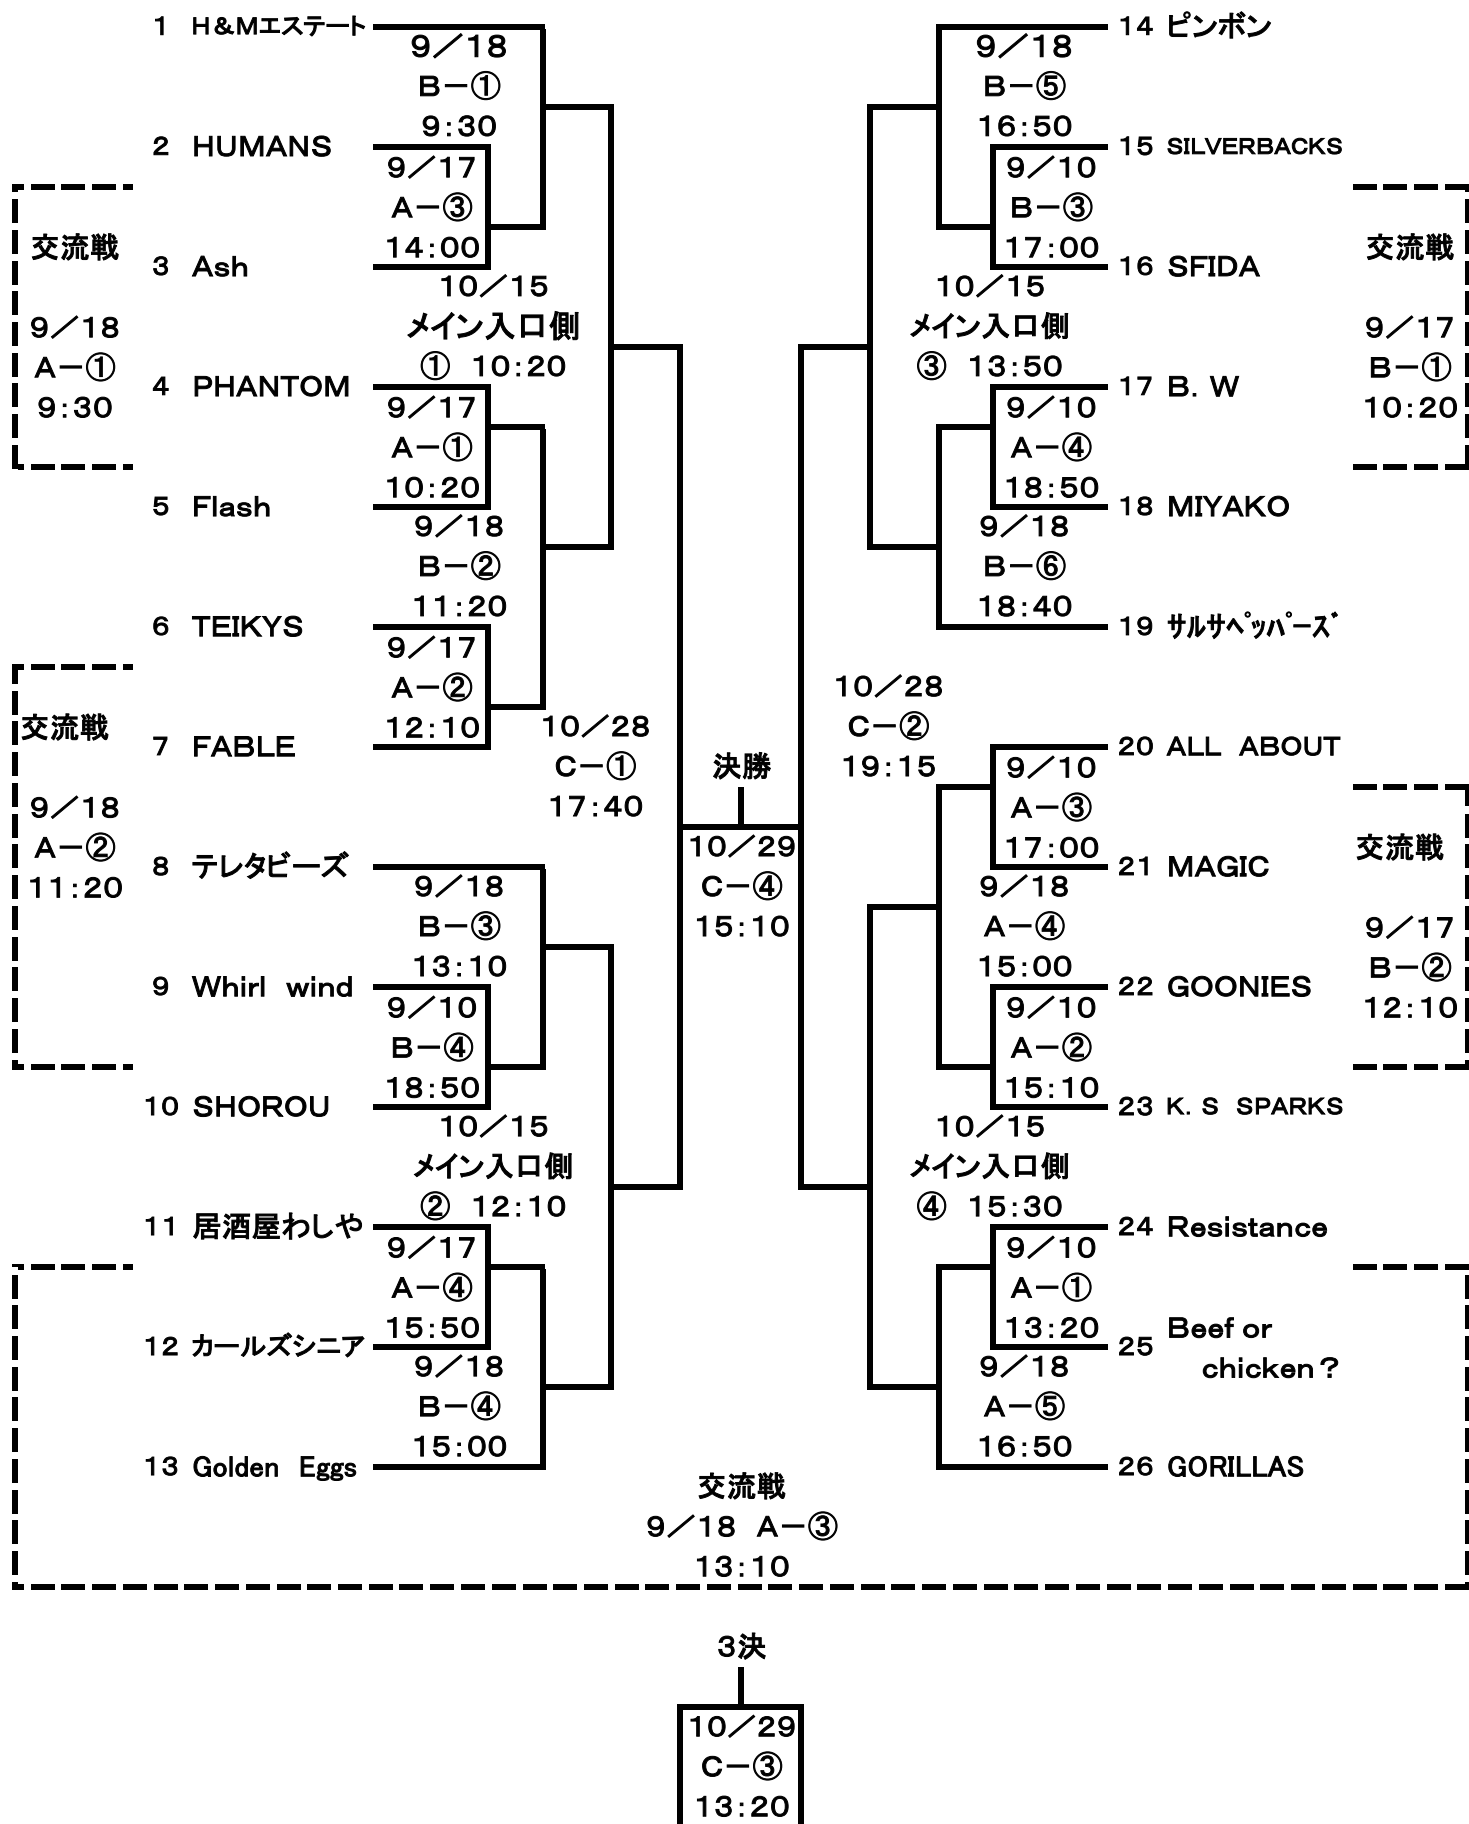 1 H&Mエステート
9／18
B－①
9：30
2 HUMANS
9／17
A－③
14：00
3 Ash
交流戦
9／18
A－①
9：30
10／15
メイン入口側
① 10：20
4 PHANTOM
9／17
A－①
10：20
5 Flash
9／18
B－②
11：20
6 TEIKYS
9／17
A－②
12：10
7 FABLE
交流戦
9／18
A－②
11：20
10／28
C－①
17：40
8 テレタビーズ
9／18
B－③
13：10
9 Whirl wind
9／10
B－④
18：50
10 SHOROU
10／15
メイン入口側
② 12：10
11 居酒屋わしや
9／17
A－④
15：50
12 カールズシニア
9／18
B－④
15：00
13 Golden Eggs
決勝
10／29
C－④
15：10
14 ピンボン
9／18
B－⑤
16：50
15 SILVERBACKS
9／10
B－③
17：00
16 SFIDA
交流戦
9／17
B－①
10：20
10／15
メイン入口側
③ 13：50
17 B. W
9／10
A－④
18：50
18 MIYAKO
9／18
B－⑥
18：40
19 ｻﾙｻﾍﾟｯﾊﾟｰｽﾞ
10／28
C－②
19：15
20 ALL ABOUT
9／10
A－③
17：00
21 MAGIC
交流戦
9／17
B－②
12：10
9／18
A－④
15：00
22 GOONIES
9／10
A－②
15：10
23 K. S SPARKS
10／15
メイン入口側
④ 15：30
24 Resistance
9／10
A－①
13：20
25 Beef or
chicken？
9／18
A－⑤
16：50
26 GORILLAS
交流戦
9／18 A－③
13：10
3決
10／29
C－③
13：20